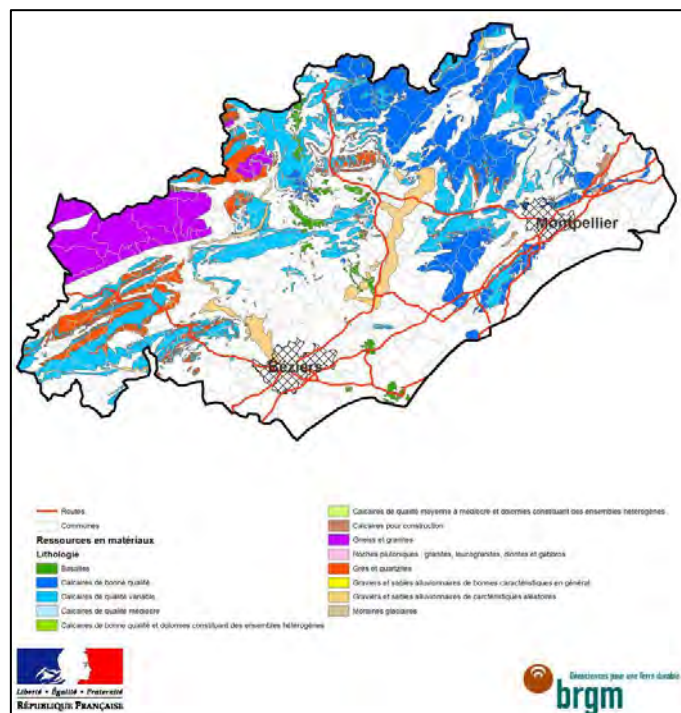 Montpellier
Béziers
Routes
Communes
Ressources en matériaux
Lithologie
Basaltes
Calcaires de bonne qualité
Calcaires de qualité variable
Calcaires de qualité médiocre
Calcaires de bonne qualité et dolomies constituant des ensembles hétérogènes
Calcaires de qualité moyenne à médiocre et dolomies constituant des ensembles hétérogènes
Calcaires pour construction
Gneiss et granites
Roches plutoniques : granites, leucogranites, diorites et gabbros
Grès et quartzites
Graviers et sables alluvionnaires de bonnes caractéristiques en général
Graviers et sables alluvionnaires de caractéristiques aléatoires
Moraines glaciaires
Liberté • Égalité • Fraternité
RÉPUBLIQUE FRANÇAISE
Géosciences pour une Terre durable
brgm